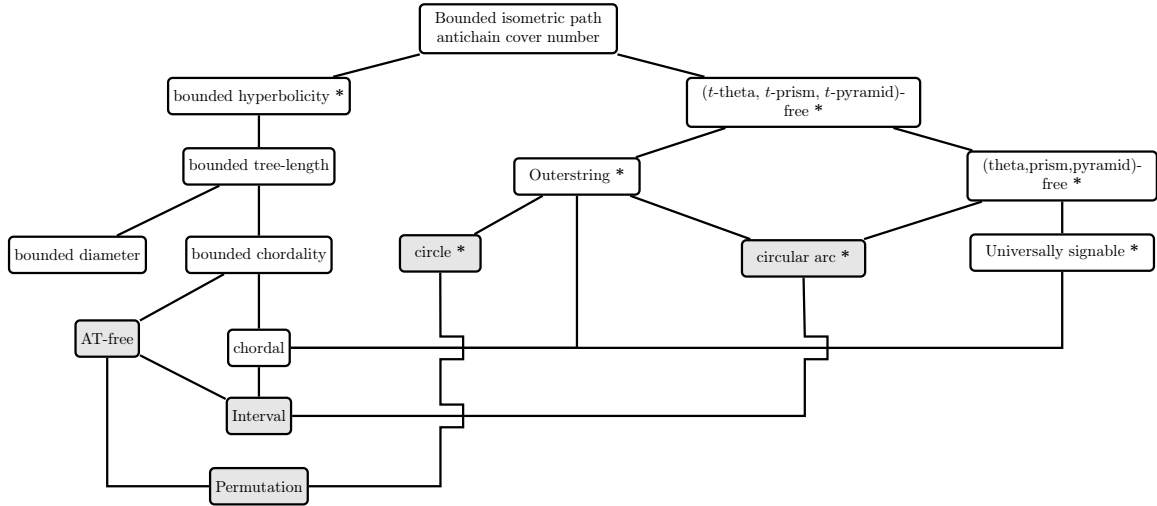 Bounded isometric path
antichain cover number
bounded hyperbolicity *
(t-theta, t-prism, t-pyramid)-
free *
bounded tree-length
Outerstring *
(theta,prism,pyramid)-
free *
bounded diameter
bounded chordality
circle *
circular arc *
Universally signable *
AT-free
chordal
Interval
Permutation